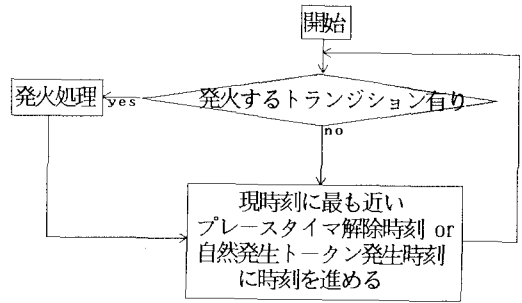 開始
発火するトランジション有り
発火処理
yes
no
現時刻に最も近い
プレースタイマ解除時刻 or
自然発生トークン発生時刻
に時刻を進める